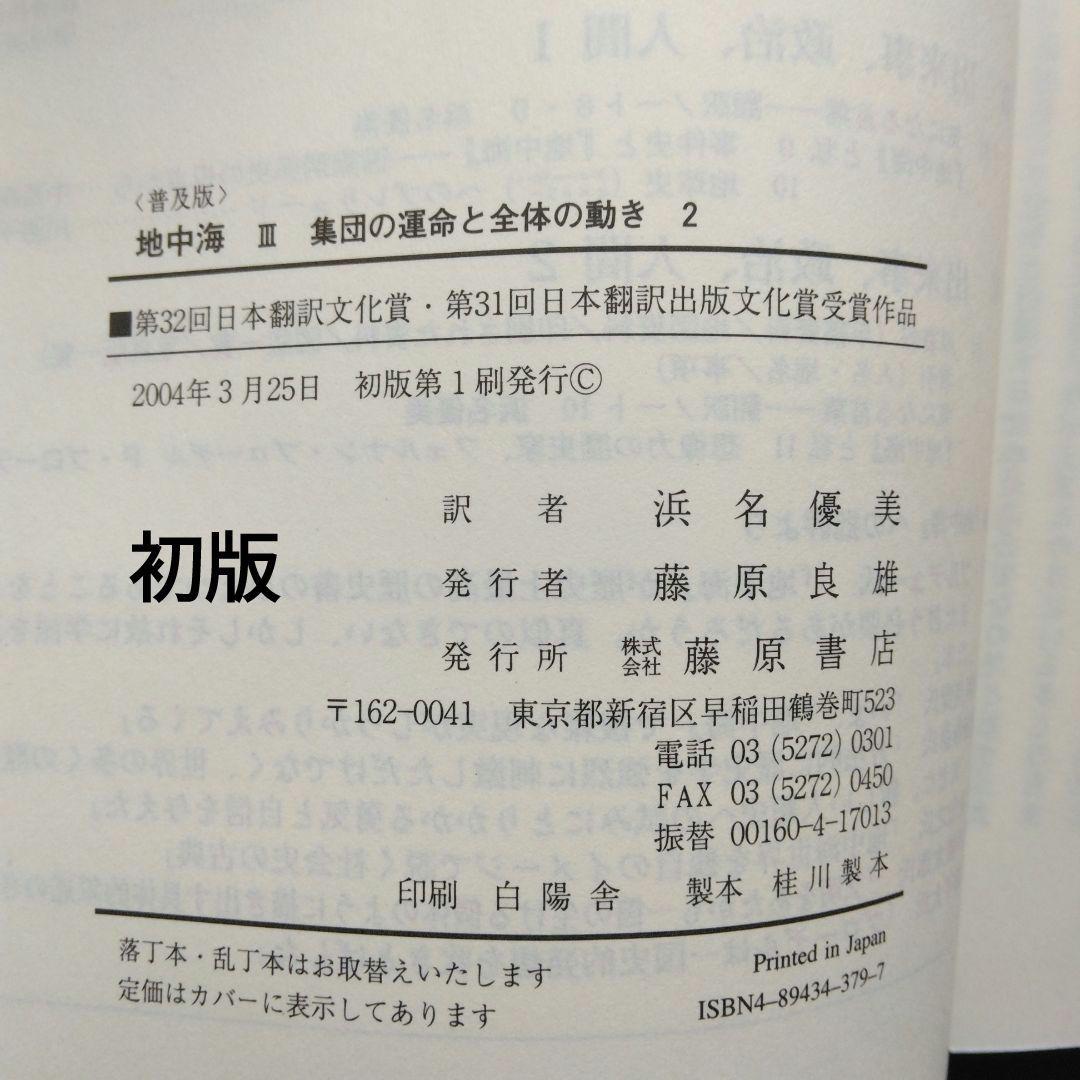 〈普及版〉
地中海 Ⅲ 集団の運命と全体の動き 2
■第32回日本翻訳文化賞・第31回日本翻訳出版文化賞受賞作品
2004年3月25日 初版第1刷発行Ⓒ
訳者 浜名優美
初版
発行者 藤原良雄
発行所 株式会社 藤原書店
〒162-0041 東京都新宿区早稲田鶴巻町523
電話 03(5272)0301
FAX 03(5272)0450
振替 00160-4-17013
印刷 白陽舎 製本 桂川製本
落丁本・乱丁本はお取替えいたします
定価はカバーに表示してあります
Printed in Japan
ISBN4-89434-379-7